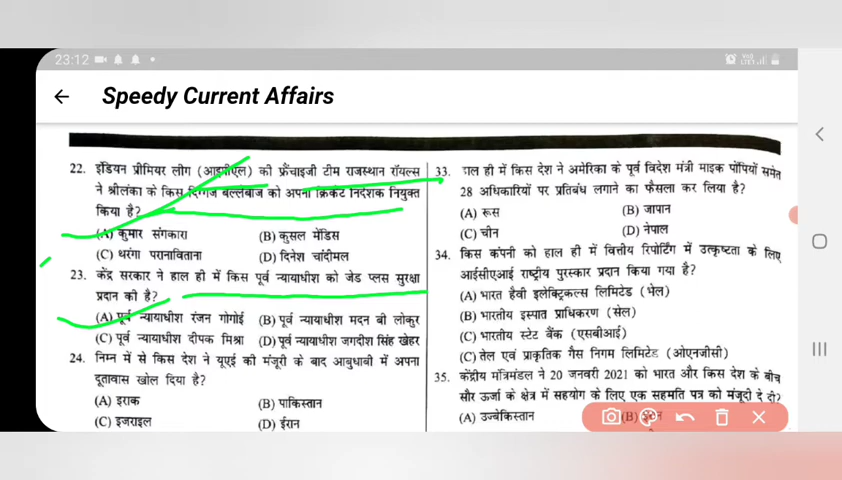 23:12
Speedy Current Affairs
22. इंडियन प्रीमियर लीग (आइपीएल) की फ्रैंचाइजी टीम राजस्थान रॉयल्स
ने श्रीलंका के किस दिग्गज बल्लेबाज को अपना क्रिकेट निदेशक नियुक्त
किया है?
(A) कुमार संगकारा (B) कुसल मेंडिस
(C) थरंगा परानाविताना (D) दिनेश चांदीमल
23. केंद्र सरकार ने हाल ही में किस पूर्व न्यायाधीश को जेड प्लस सुरक्षा
प्रदान की है?
(A) पूर्व न्यायाधीश रंजन गोगोई (B) पूर्व न्यायाधीश मदन बी लोकुर
(C) पूर्व न्यायाधीश दीपक मिश्रा (D) पूर्व न्यायाधीश जगदीश सिंह खेहर
24. निम्न में से किस देश ने यूएई की मंजूरी के बाद आबुधाबी में अपना
दूतावास खोल दिया है?
(A) इराक (B) पाकिस्तान
(C) इजराइल (D) ईरान
33. हाल ही में किस देश ने अमेरिका के पूर्व विदेश मंत्री माइक पोंपियों समेत
28 अधिकारियों पर प्रतिबंध लगाने का फैसला कर लिया है?
(A) रूस (B) जापान
(C) चीन (D) नेपाल
34. किस कंपनी को हाल ही में वित्तीय रिपोर्टिंग में उत्कृष्टता के लिए
आईसीएआई राष्ट्रीय पुरस्कार प्रदान किया गया है?
(A) भारत हैवी इलेक्ट्रिकल्स लिमिटेड (भेल)
(B) भारतीय इस्पात प्राधिकरण (सेल)
(C) भारतीय स्टेट बैंक (एसबीआई)
(C) तेल एवं प्राकृतिक गैस निगम लिमिटेड (ओएनजीसी)
35. केंद्रीय मंत्रिमंडल ने 20 जनवरी 2021 को भारत और किस देश के बीच
सौर ऊर्जा के क्षेत्र में सहयोग के लिए एक सहमति पत्र को मंजूरी दे दी?
(A) उज्बेकिस्तान (B)